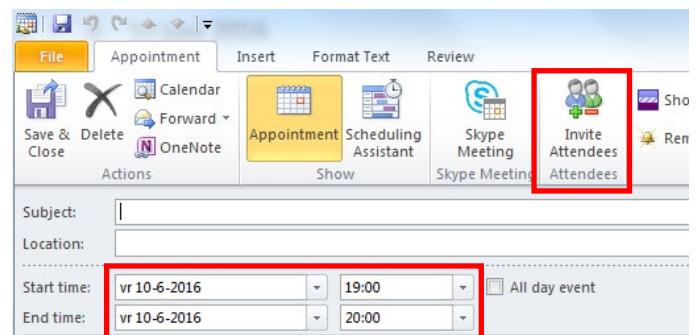 File Appointment Insert Format Text Review
Save & Close
Delete
Calendar
Forward
OneNote
Actions
Appointment
Scheduling Assistant
Show
Skype Meeting
Skype Meeting
Invite Attendees
Attendees
Subject:
Location:
Start time: vr 10-6-2016 19:00 All day event
End time: vr 10-6-2016 20:00